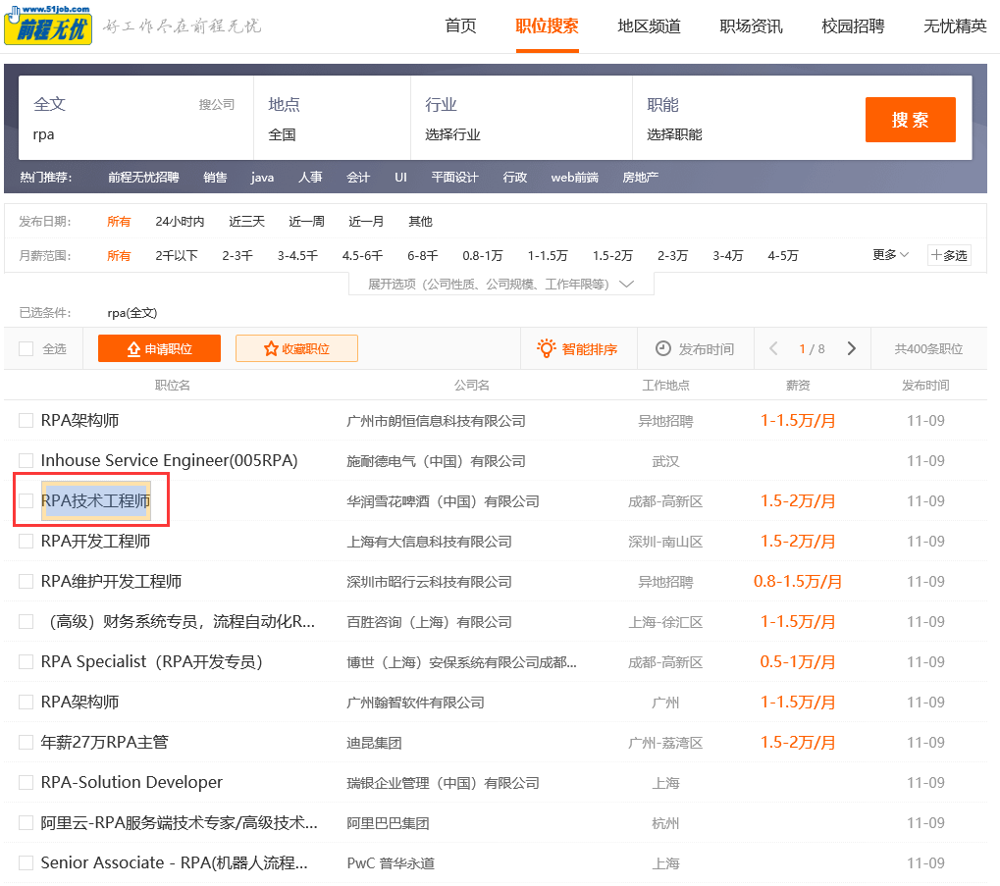 www.51job.com
前程无忧
好工作尽在前程无忧
首页 职位搜索 地区频道 职场资讯 校园招聘 无忧精英
全文 搜公司 地点 行业 职能
rpa 全国 选择行业 选择职能
搜索
热门推荐: 前程无忧招聘 销售 java 人事 会计 UI 平面设计 行政 web前端 房地产
发布日期: 所有 24小时内 近三天 近一周 近一月 其他
月薪范围: 所有 2千以下 2-3千 3-4.5千 4.5-6千 6-8千 0.8-1万 1-1.5万 1.5-2万 2-3万 3-4万 4-5万 更多 +多选
展开选项（公司性质、公司规模、工作年限等）
已选条件: rpa(全文)
全选 申请职位 收藏职位 智能排序 发布时间 1 / 8 共400条职位
职位名 公司名 工作地点 薪资 发布时间
RPA架构师 广州市朗恒信息科技有限公司 异地招聘 1-1.5万/月 11-09
Inhouse Service Engineer(005RPA) 施耐德电气（中国）有限公司 武汉 11-09
RPA技术工程师 华润雪花啤酒（中国）有限公司 成都-高新区 1.5-2万/月 11-09
RPA开发工程师 上海有大信息科技有限公司 深圳-南山区 1.5-2万/月 11-09
RPA维护开发工程师 深圳市昭行云科技有限公司 异地招聘 0.8-1.5万/月 11-09
（高级）财务系统专员，流程自动化R... 百胜咨询（上海）有限公司 上海-徐汇区 1-1.5万/月 11-09
RPA Specialist（RPA开发专员） 博世（上海）安保系统有限公司成都... 成都-高新区 0.5-1万/月 11-09
RPA架构师 广州翰智软件有限公司 广州 1-1.5万/月 11-09
年薪27万RPA主管 迪昆集团 广州-荔湾区 1.5-2万/月 11-09
RPA-Solution Developer 瑞银企业管理（中国）有限公司 上海 11-09
阿里云-RPA服务端技术专家/高级技术... 阿里巴巴集团 杭州 11-09
Senior Associate - RPA(机器人流程... PwC 普华永道 上海 11-09